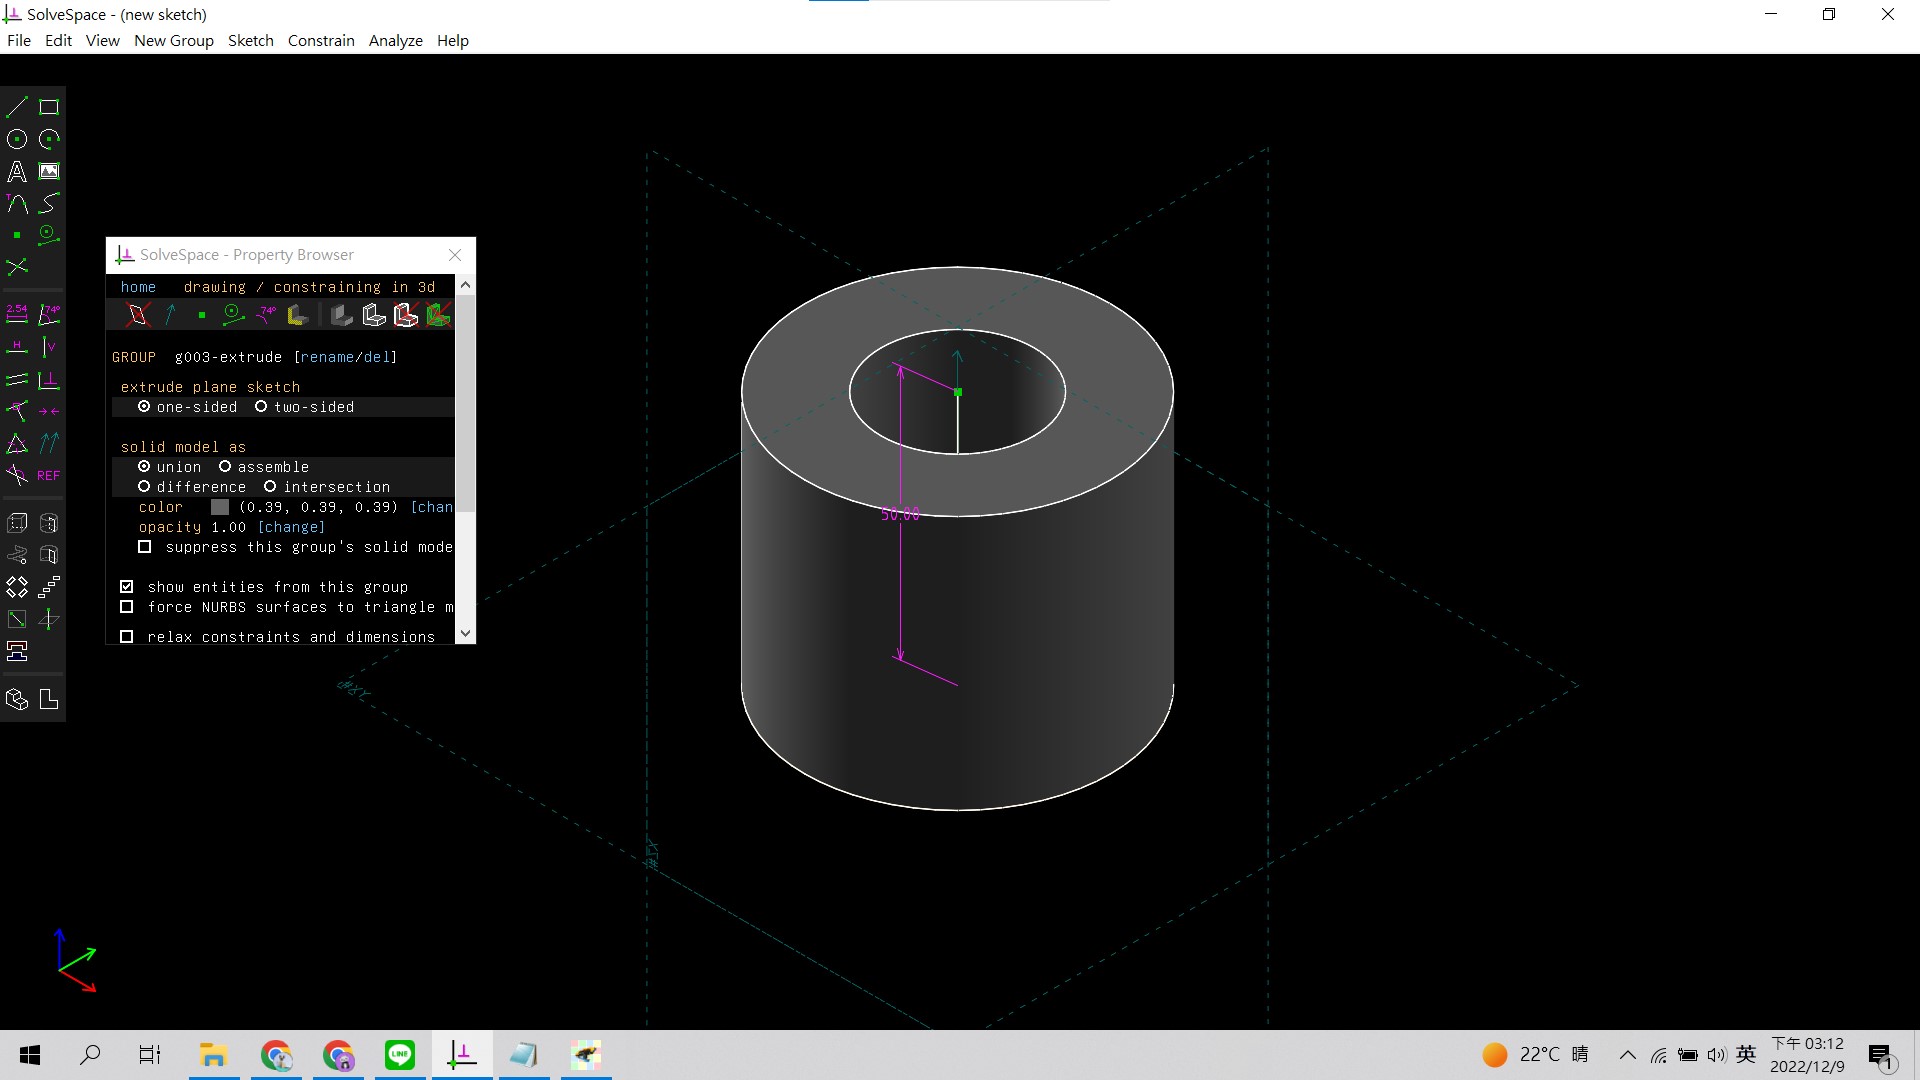 SolveSpace - (new sketch)
File Edit View New Group Sketch Constrain Analyze Help
A
2.54 74°
H V
REF
SolveSpace - Property Browser
home drawing / constraining in 3d
74°
GROUP g003-extrude [rename/del]
extrude plane sketch
one-sided two-sided
solid model as
union assemble
difference intersection
color (0.39, 0.39, 0.39) [chan
opacity 1.00 [change]
suppress this group's solid mode
show entities from this group
force NURBS surfaces to triangle m
relax constraints and dimensions
50.00
#XY
LINE
22°C 晴
英
下午 03:12
2022/12/9
1